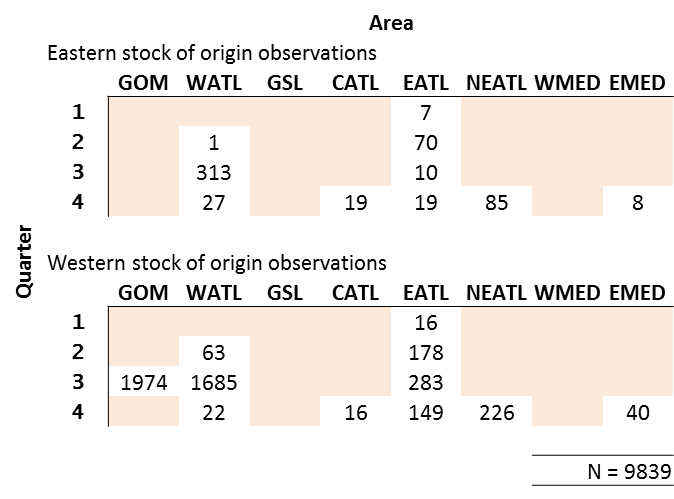 Area
Eastern stock of origin observations
GOM WATL GSL CATL EATL NEATL WMED EMED
1 7
2 1 70
3 313 10
4 27 19 19 85 8
Quarter
Western stock of origin observations
GOM WATL GSL CATL EATL NEATL WMED EMED
1 16
2 63 178
3 1974 1685 283
4 22 16 149 226 40
N = 9839